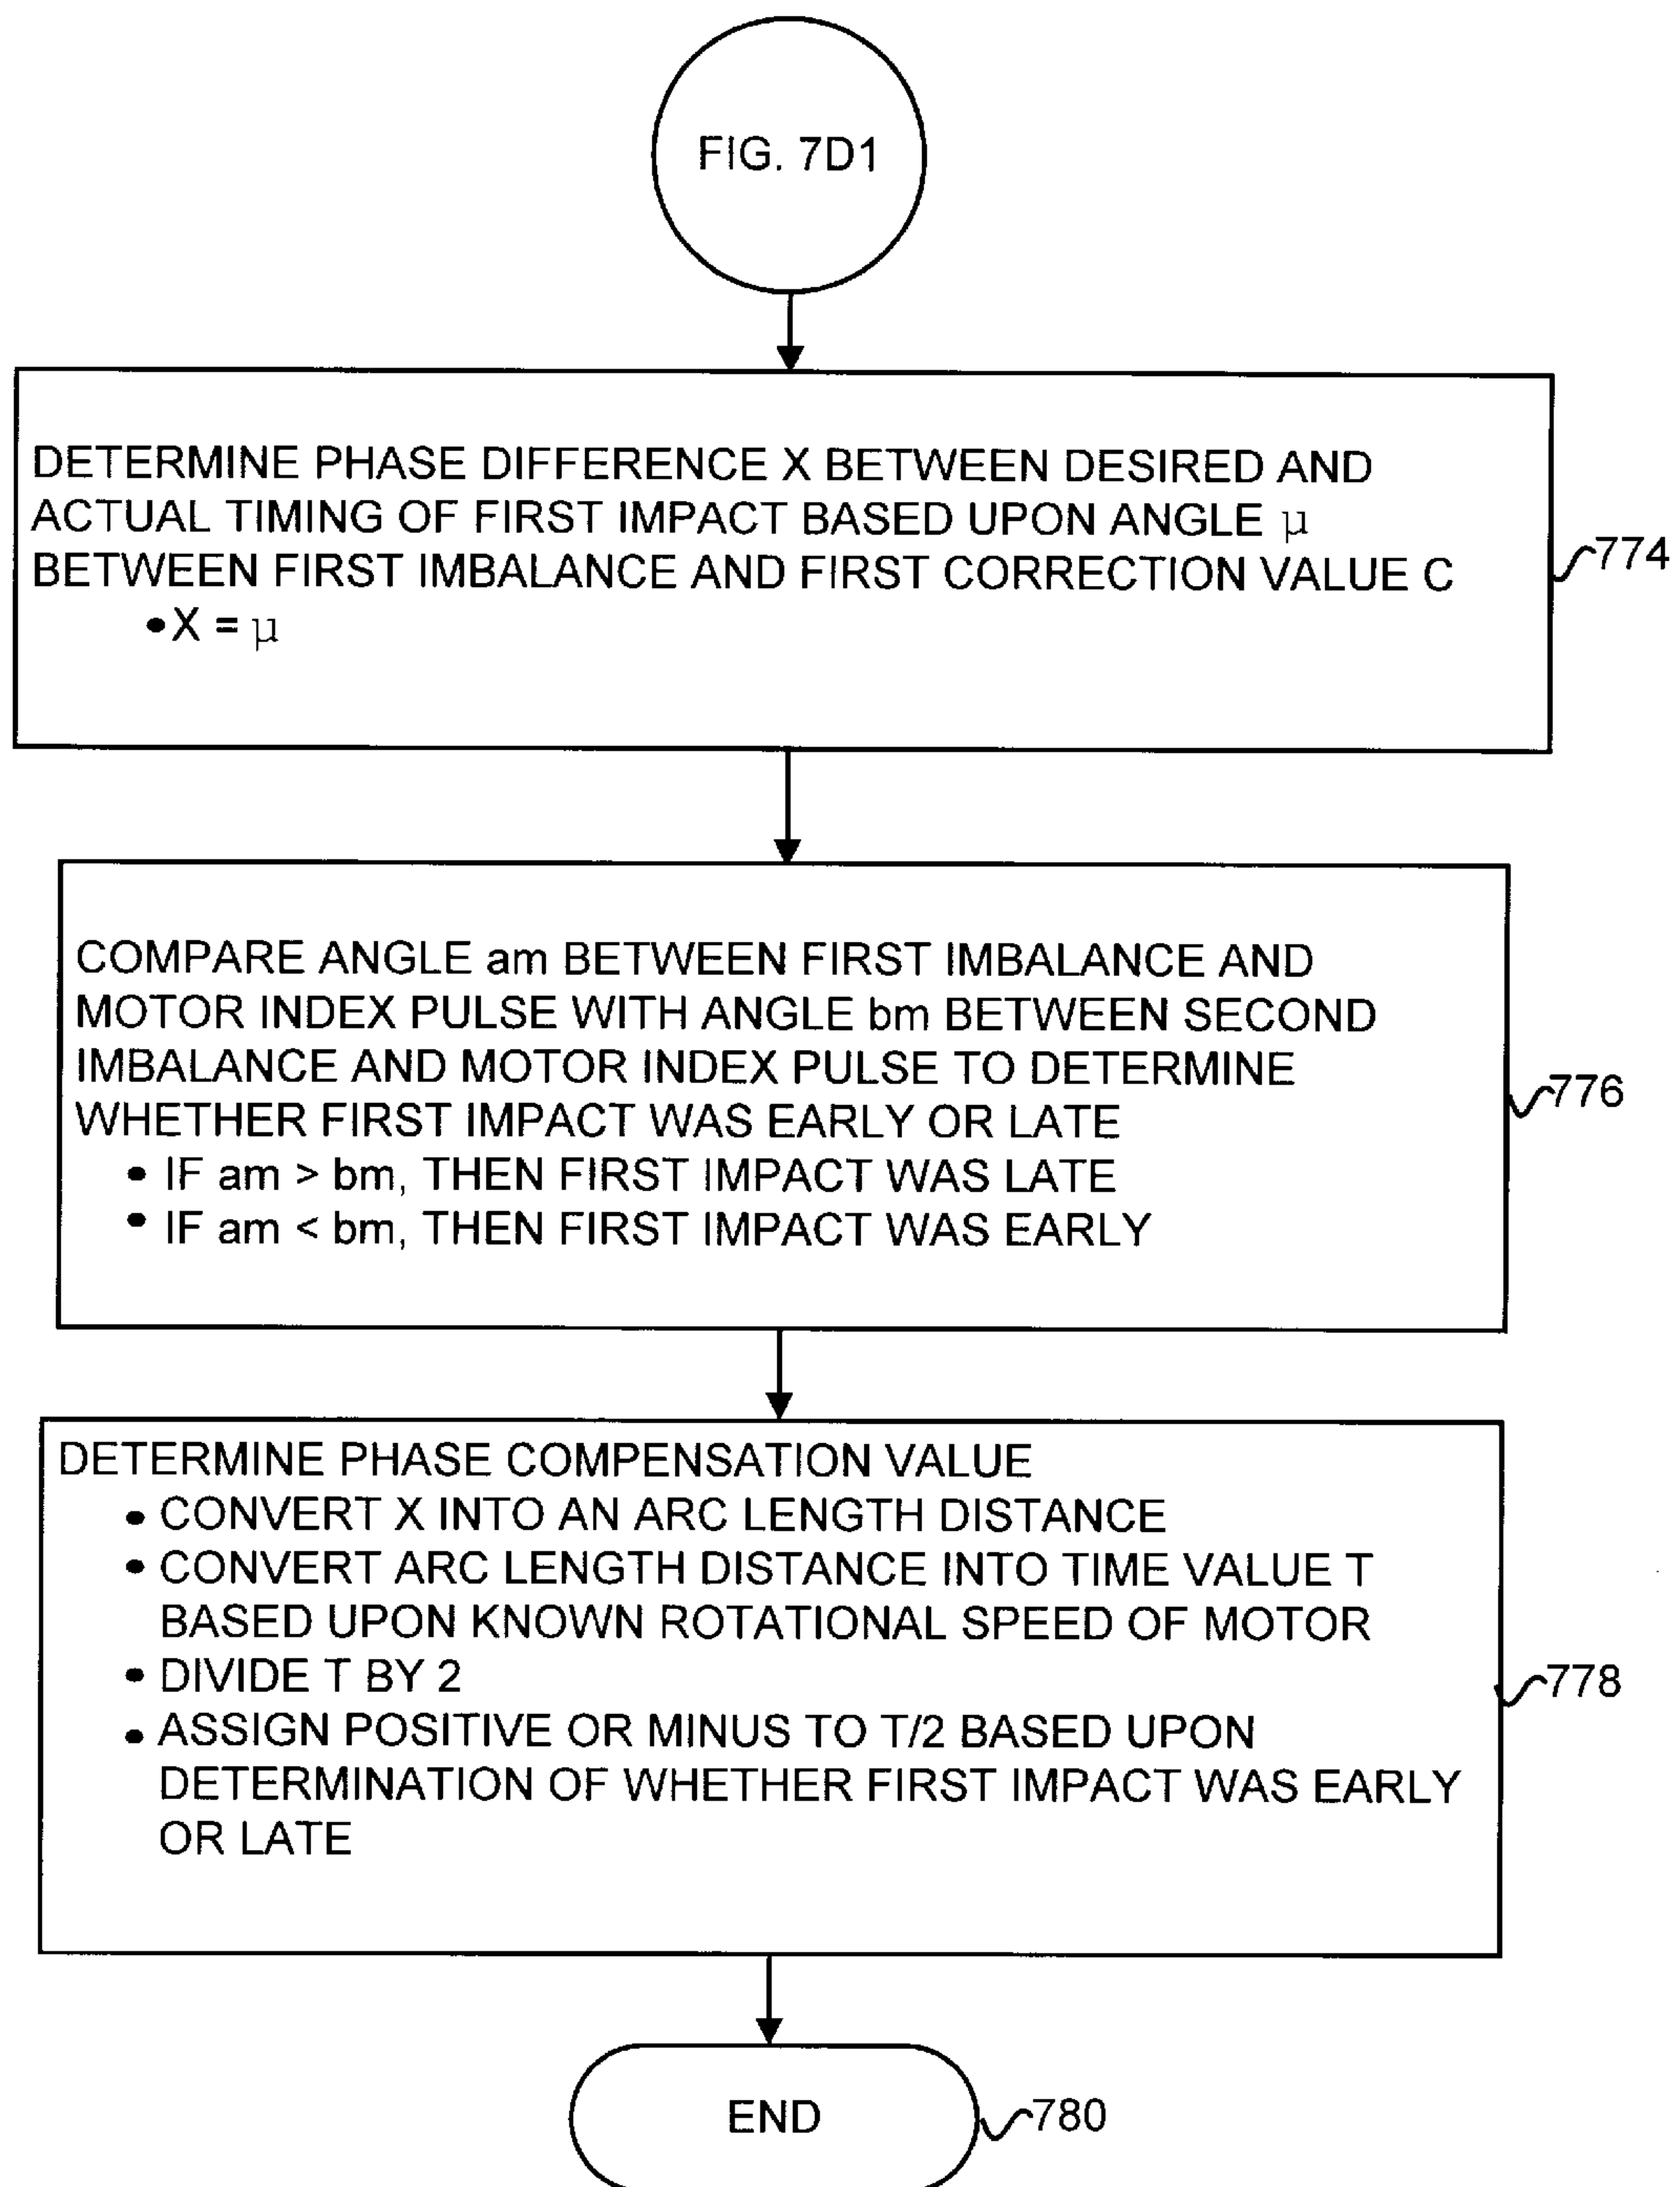 FIG. 7D1
DETERMINE PHASE DIFFERENCE X BETWEEN DESIRED AND
ACTUAL TIMING OF FIRST IMPACT BASED UPON ANGLE µ
BETWEEN FIRST IMBALANCE AND FIRST CORRECTION VALUE C
•X = µ
774
COMPARE ANGLE am BETWEEN FIRST IMBALANCE AND
MOTOR INDEX PULSE WITH ANGLE bm BETWEEN SECOND
IMBALANCE AND MOTOR INDEX PULSE TO DETERMINE
WHETHER FIRST IMPACT WAS EARLY OR LATE
• IF am > bm, THEN FIRST IMPACT WAS LATE
• IF am < bm, THEN FIRST IMPACT WAS EARLY
776
DETERMINE PHASE COMPENSATION VALUE
• CONVERT X INTO AN ARC LENGTH DISTANCE
• CONVERT ARC LENGTH DISTANCE INTO TIME VALUE T
BASED UPON KNOWN ROTATIONAL SPEED OF MOTOR
• DIVIDE T BY 2
• ASSIGN POSITIVE OR MINUS TO T/2 BASED UPON
DETERMINATION OF WHETHER FIRST IMPACT WAS EARLY
OR LATE
778
END
780